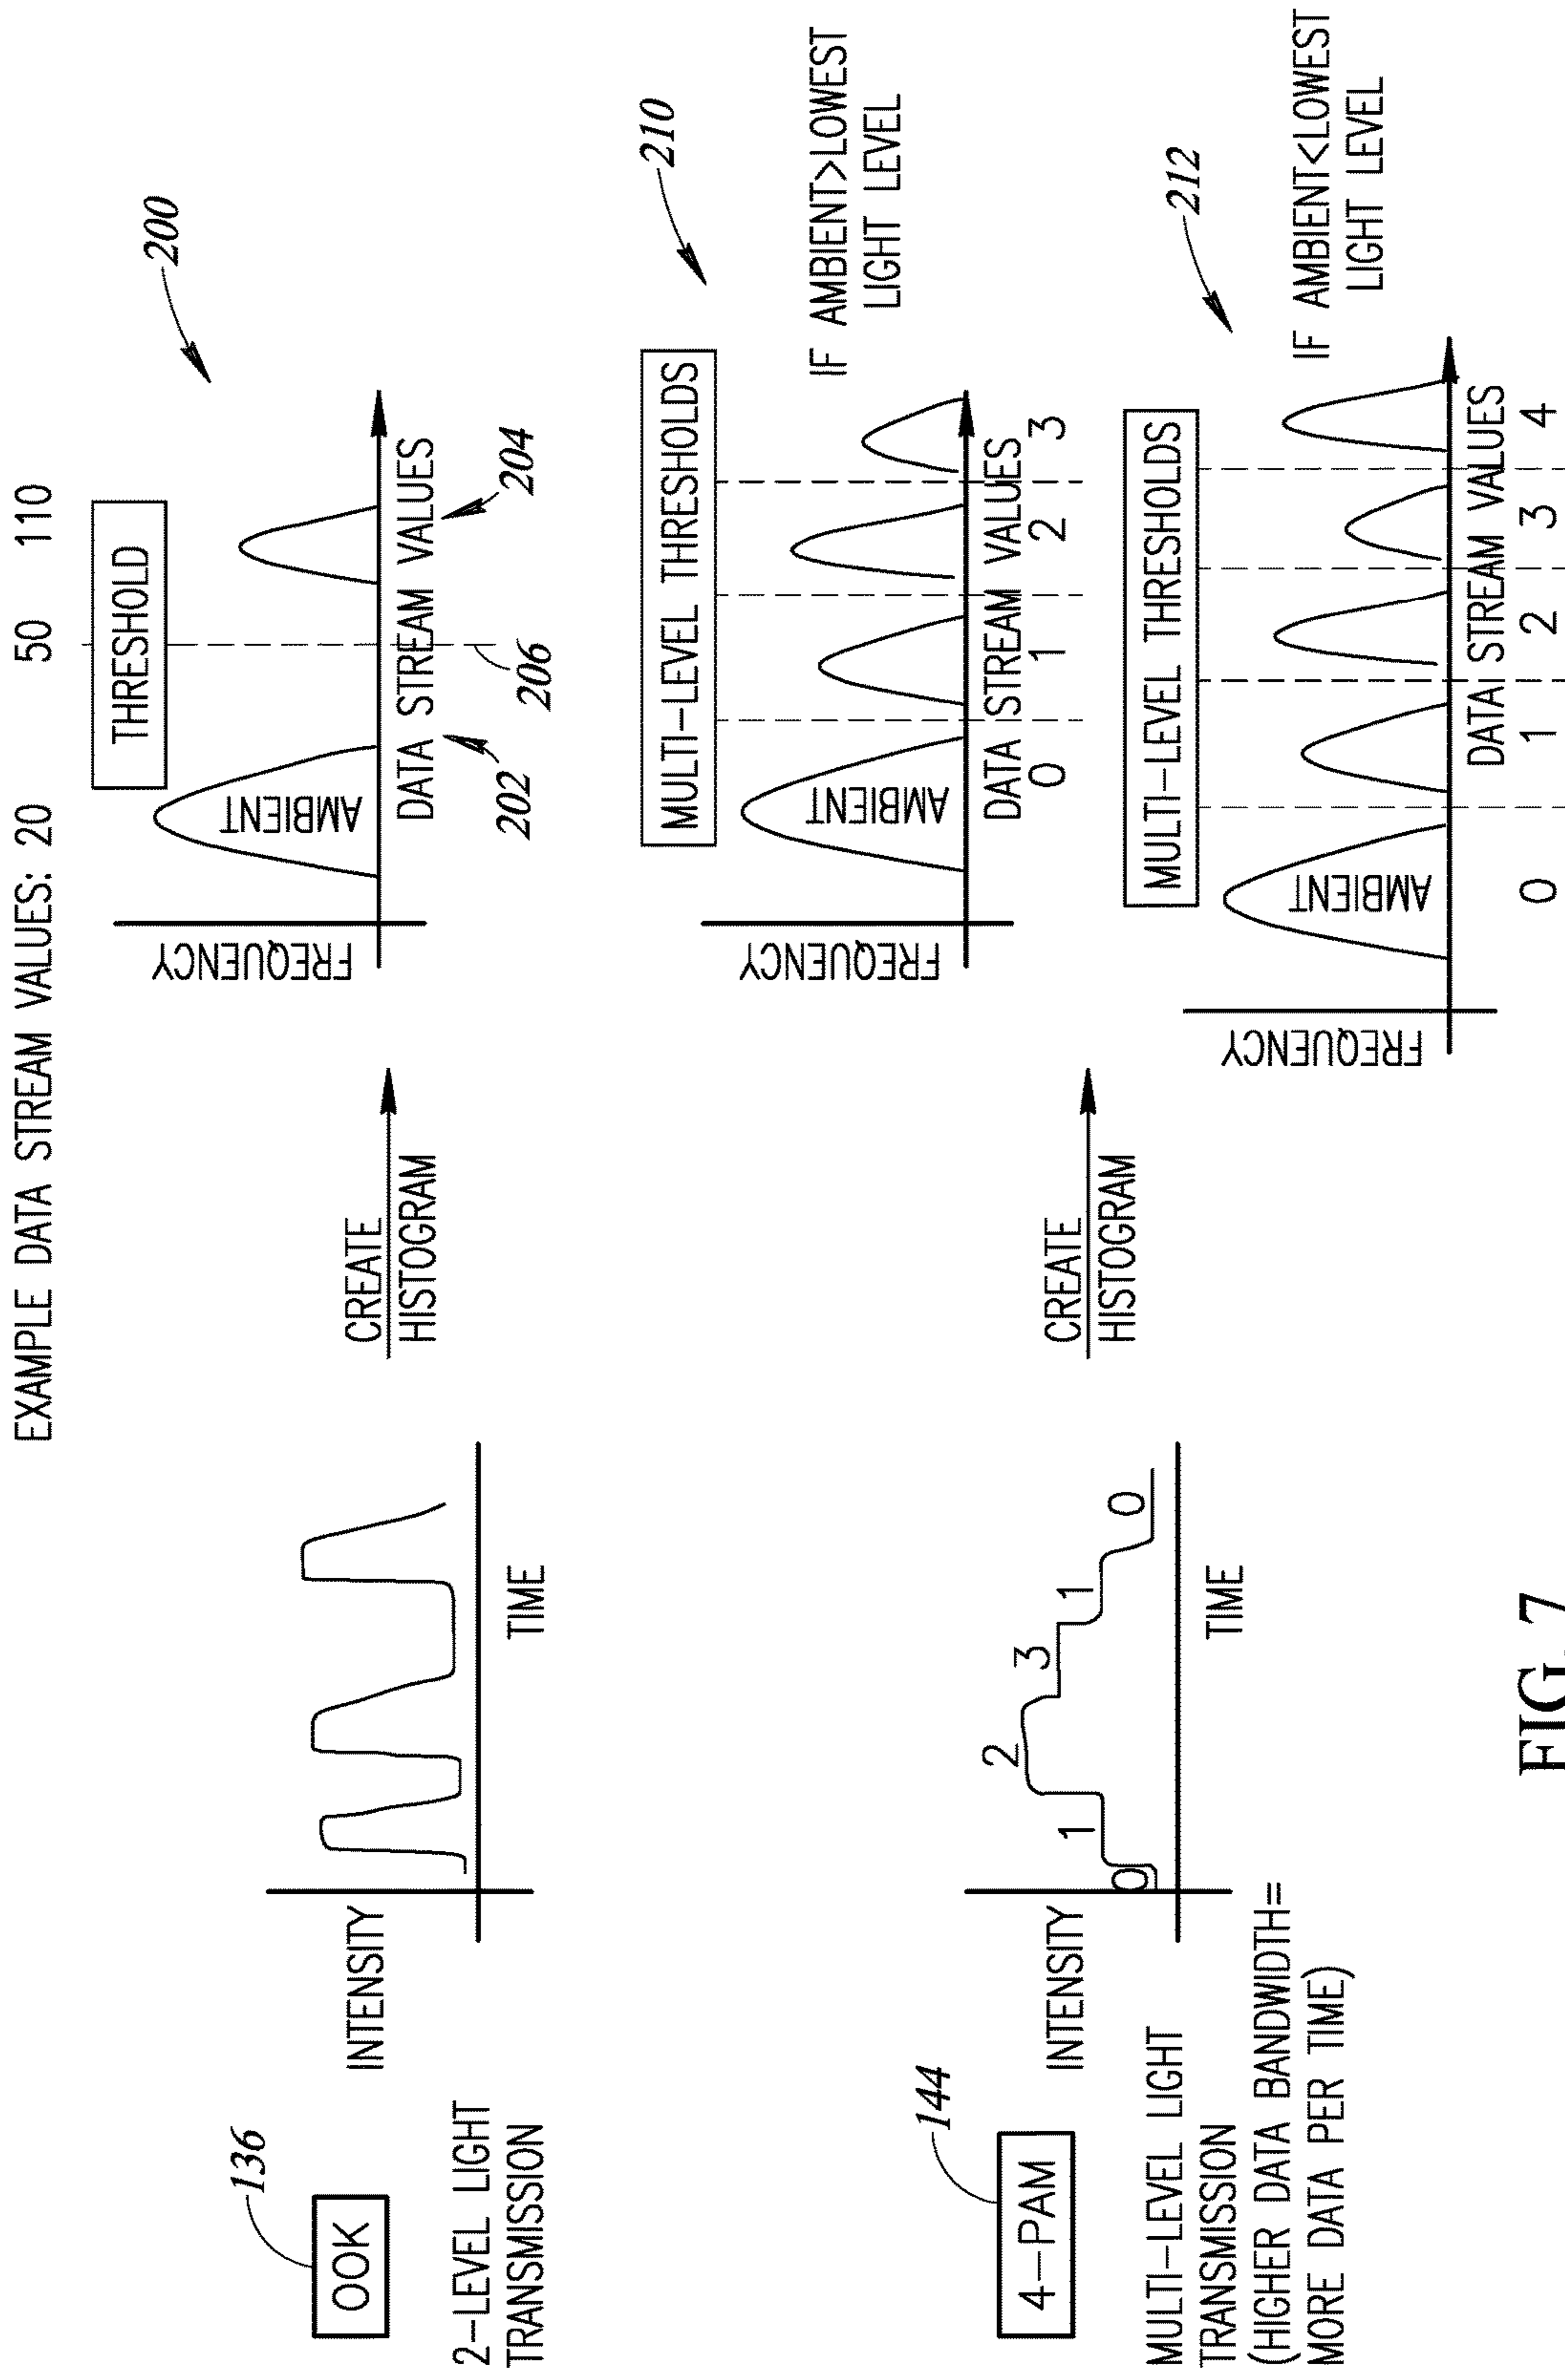 EXAMPLE DATA STREAM VALUES: 20 50 110
136
OOK
2-LEVEL LIGHT
TRANSMISSION
INTENSITY
TIME
CREATE
HISTOGRAM
200
THRESHOLD
FREQUENCY
AMBIENT
DATA STREAM VALUES
202
206
204
144
4-PAM
MULTI-LEVEL LIGHT
TRANSMISSION
(HIGHER DATA BANDWIDTH=
MORE DATA PER TIME)
INTENSITY
0 1 2 3 1 0
TIME
CREATE
HISTOGRAM
210
MULTI-LEVEL THRESHOLDS
FREQUENCY
AMBIENT
DATA STREAM VALUES
0 1 2 3
IF AMBIENT>LOWEST
LIGHT LEVEL
212
MULTI-LEVEL THRESHOLDS
FREQUENCY
AMBIENT
DATA STREAM VALUES
0 1 2 3 4
IF AMBIENT<LOWEST
LIGHT LEVEL
FIG. 7